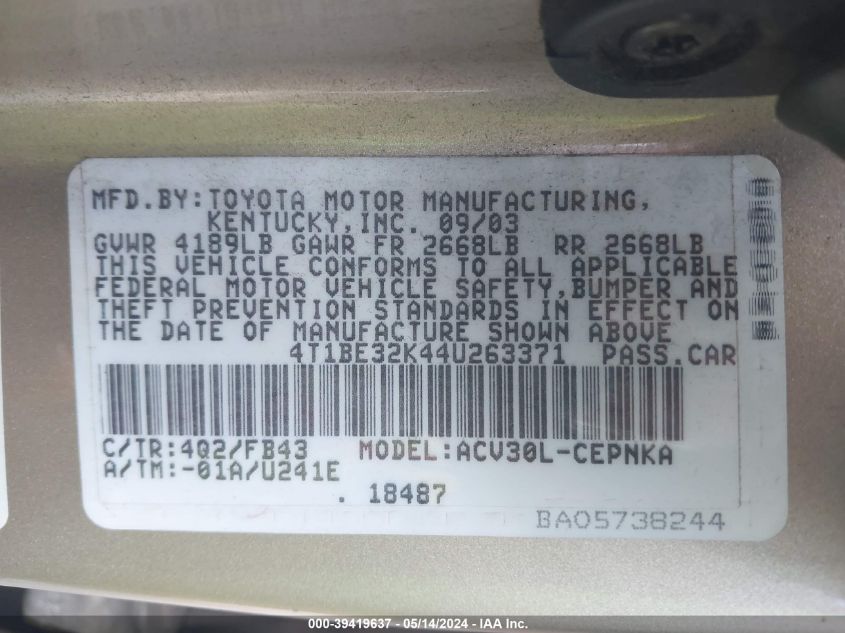 MFD.BY:TOYOTA MOTOR MANUFACTURING,
KENTUCKY,INC. 09/03
GVWR 4189LB GAWR FR 2668LB RR 2668LB
THIS VEHICLE CONFORMS TO ALL APPLICABLE
FEDERAL MOTOR VEHICLE SAFETY,BUMPER AND
THEFT PREVENTION STANDARDS IN EFFECT ON
THE DATE OF MANUFACTURE SHOWN ABOVE
4T1BE32K44U263371 PASS.CAR
C/TR:4Q2/FB43 MODEL:ACV30L-CEPNKA
A/TM:-01A/U241E
. 18487
BA05738244
000-39419637 - 05/14/2024 - IAA Inc.